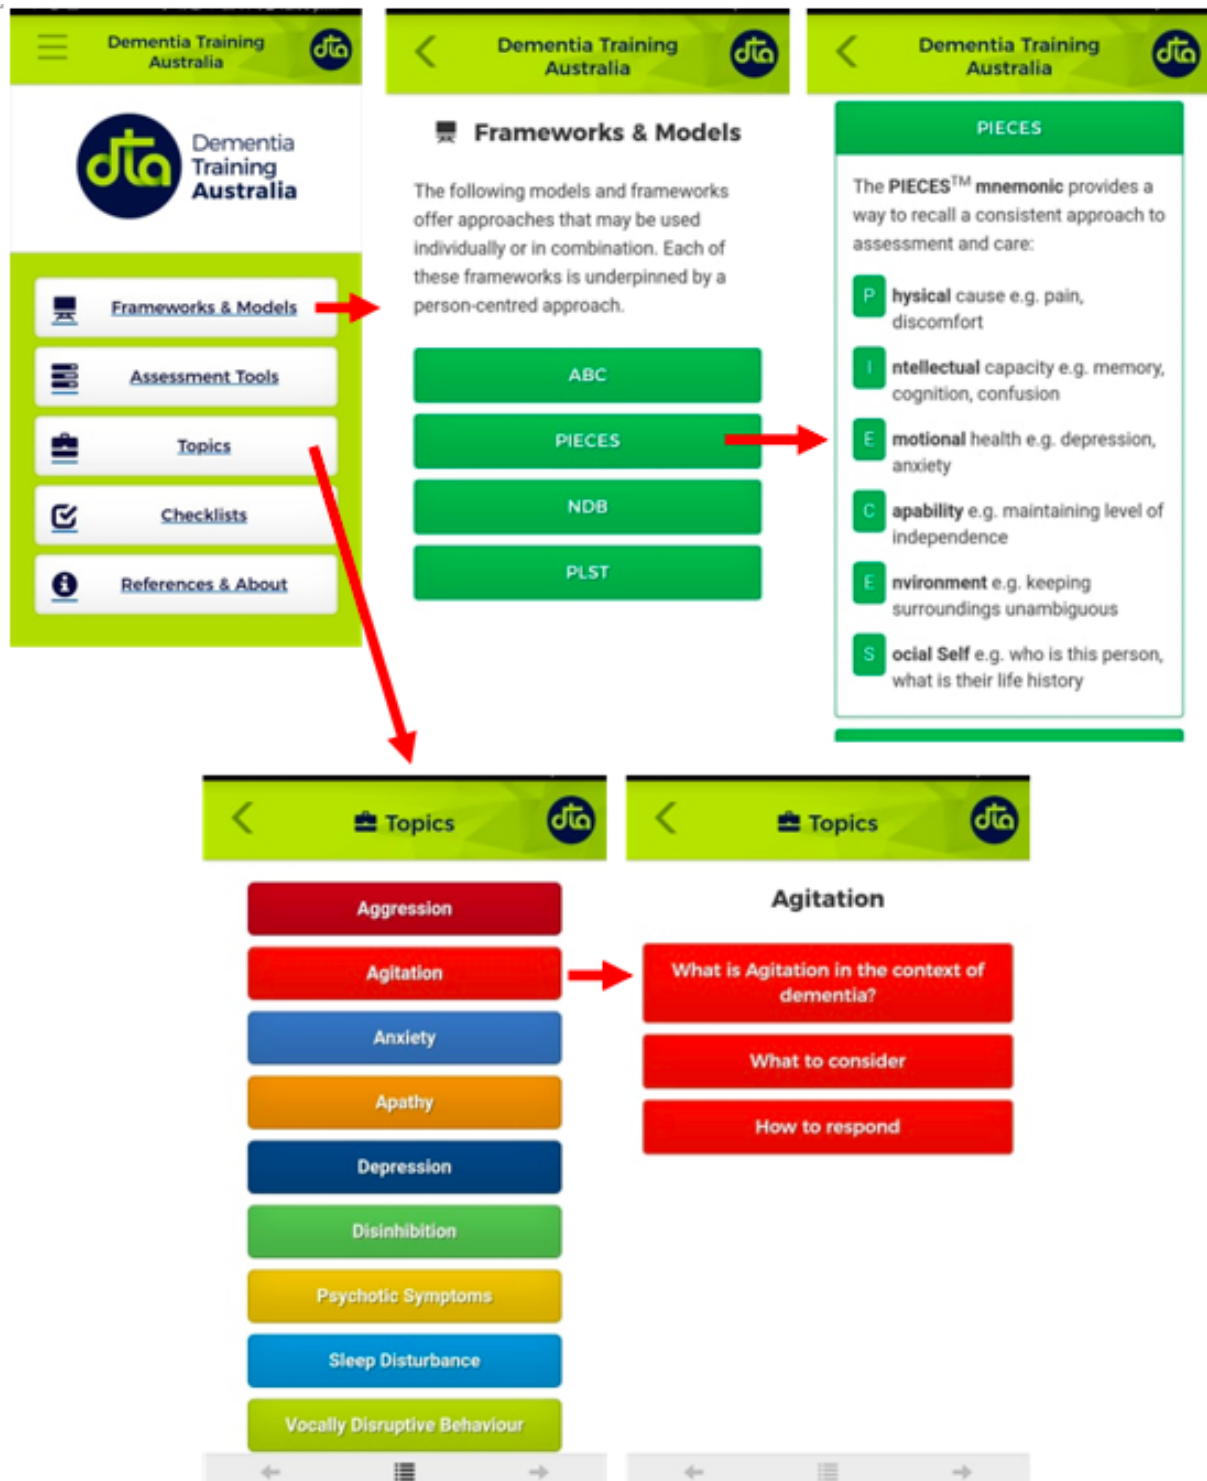 Dementia Training
Australia
dta
dta
Dementia
Training
Australia
Frameworks & Models
Assessment Tools
Topics
Checklists
References & About
Dementia Training
Australia
dta
Frameworks & Models
The following models and frameworks
offer approaches that may be used
individually or in combination. Each of
these frameworks is underpinned by a
person-centred approach.
ABC
PIECES
NDB
PLST
Dementia Training
Australia
dta
PIECES
The PIECES™ mnemonic provides a
way to recall a consistent approach to
assessment and care:
P hysical cause e.g. pain,
discomfort
I ntellectual capacity e.g. memory,
cognition, confusion
E motional health e.g. depression,
anxiety
C apability e.g. maintaining level of
independence
E nvironment e.g. keeping
surroundings unambiguous
S ocial Self e.g. who is this person,
what is their life history
Topics
dta
Aggression
Agitation
Anxiety
Apathy
Depression
Disinhibition
Psychotic Symptoms
Sleep Disturbance
Vocally Disruptive Behaviour
Topics
dta
Agitation
What is Agitation in the context of
dementia?
What to consider
How to respond